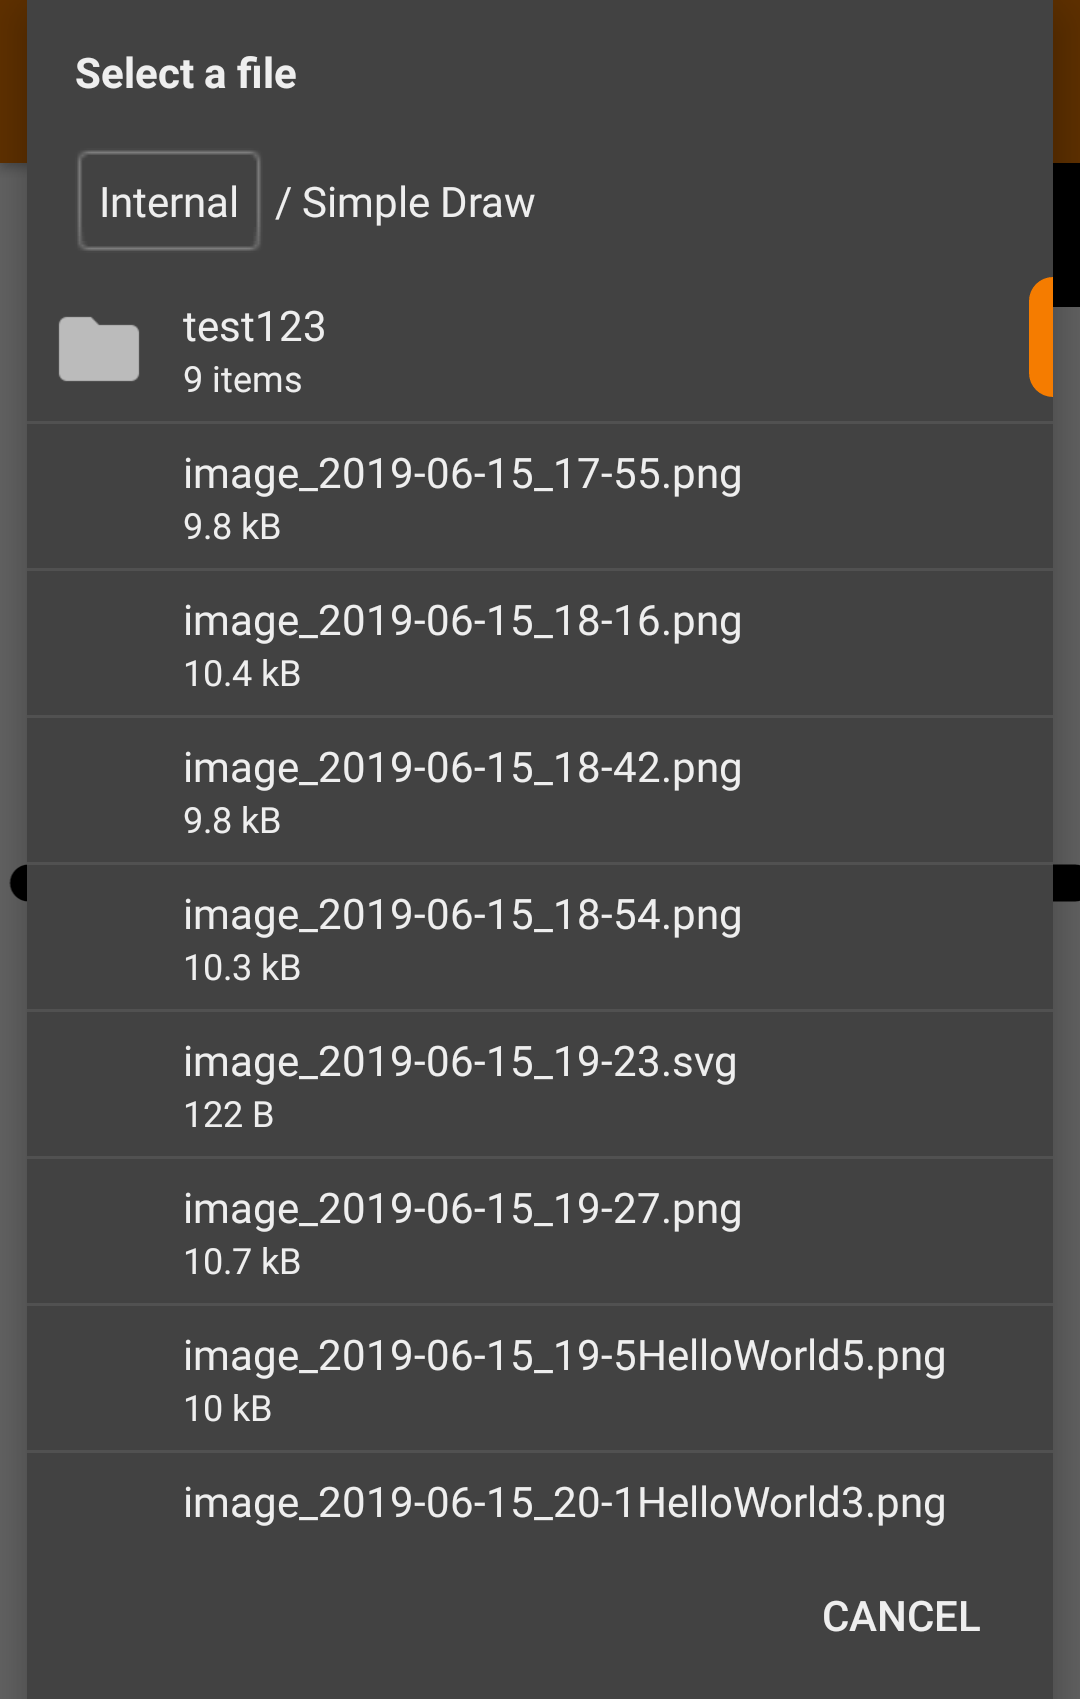 Select a file
Internal / Simple Draw
test123
9 items
image_2019-06-15_17-55.png
9.8 kB
image_2019-06-15_18-16.png
10.4 kB
image_2019-06-15_18-42.png
9.8 kB
image_2019-06-15_18-54.png
10.3 kB
image_2019-06-15_19-23.svg
122 B
image_2019-06-15_19-27.png
10.7 kB
image_2019-06-15_19-5HelloWorld5.png
10 kB
image_2019-06-15_20-1HelloWorld3.png
CANCEL